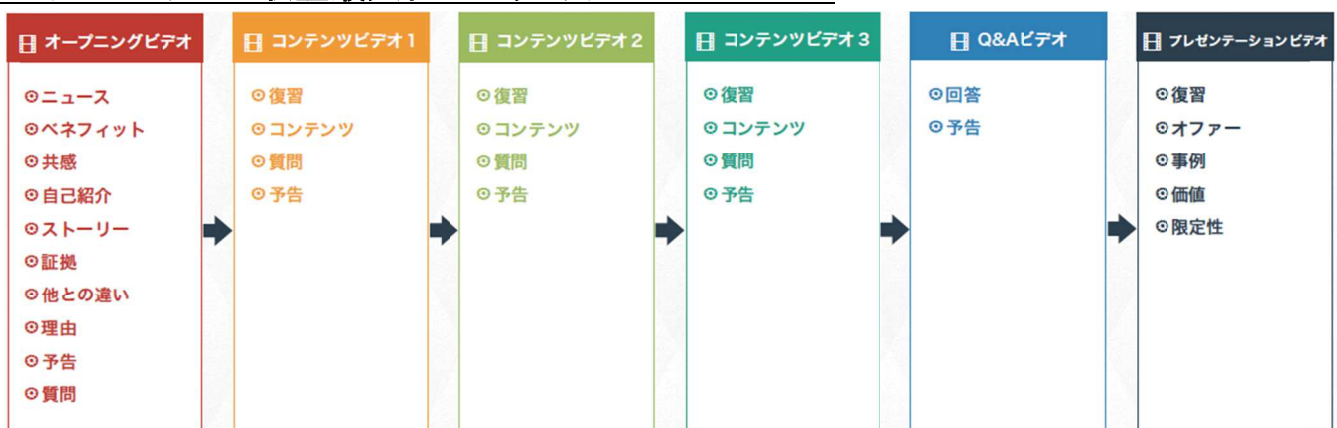 オープニングビデオ
ニュース
ベネフィット
共感
自己紹介
ストーリー
証拠
他との違い
理由
予告
質問
コンテンツビデオ1
復習
コンテンツ
質問
予告
コンテンツビデオ2
復習
コンテンツ
質問
予告
コンテンツビデオ3
復習
コンテンツ
質問
予告
Q&Aビデオ
回答
予告
プレゼンテーションビデオ
復習
オファー
事例
価値
限定性